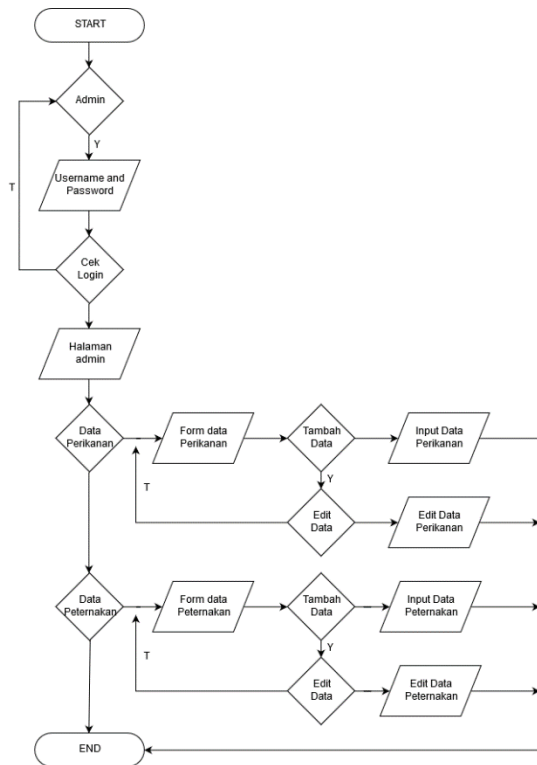 START
Admin
Y
T
Username and
Password
Cek
Login
Halaman
admin
Data
Perikanan
Form data
Perikanan
Tambah
Data
Input Data
Perikanan
Y
T
Edit
Data
Edit Data
Perikanan
Data
Peternakan
Form data
Peternakan
Tambah
Data
Input Data
Peternakan
Y
T
Edit
Data
Edit Data
Peternakan
END